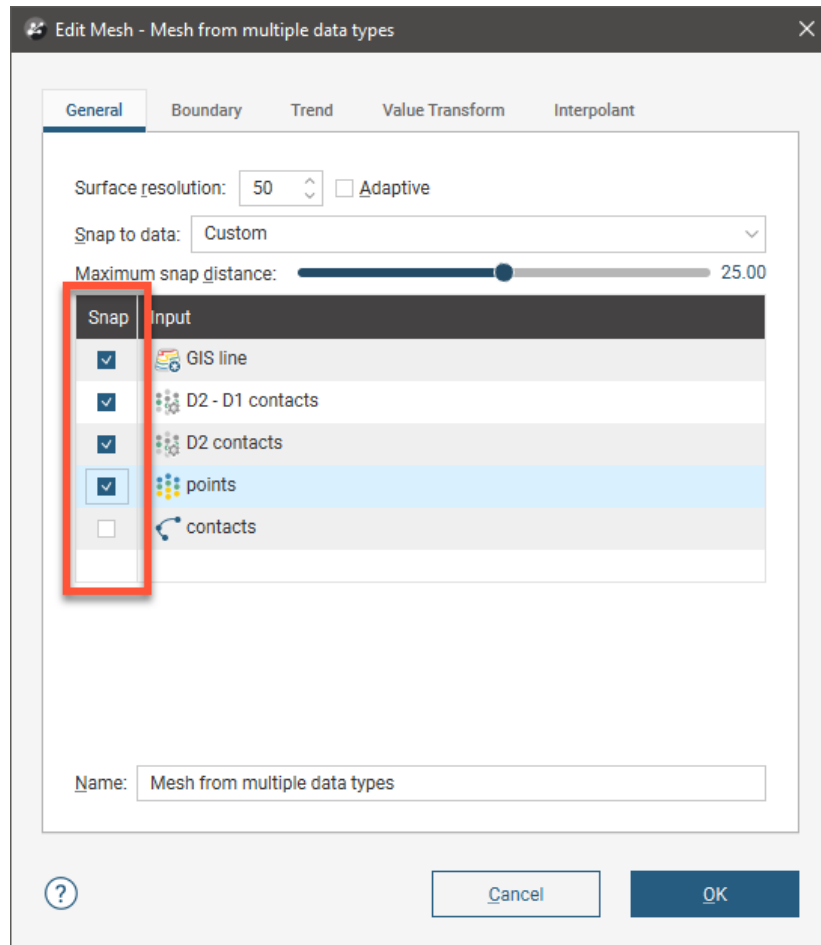 Edit Mesh - Mesh from multiple data types
General Boundary Trend Value Transform Interpolant
Surface resolution: 50 Adaptive
Snap to data: Custom
Maximum snap distance: 25.00
Snap Input
GIS line
D2 - D1 contacts
D2 contacts
points
contacts
Name: Mesh from multiple data types
? Cancel OK